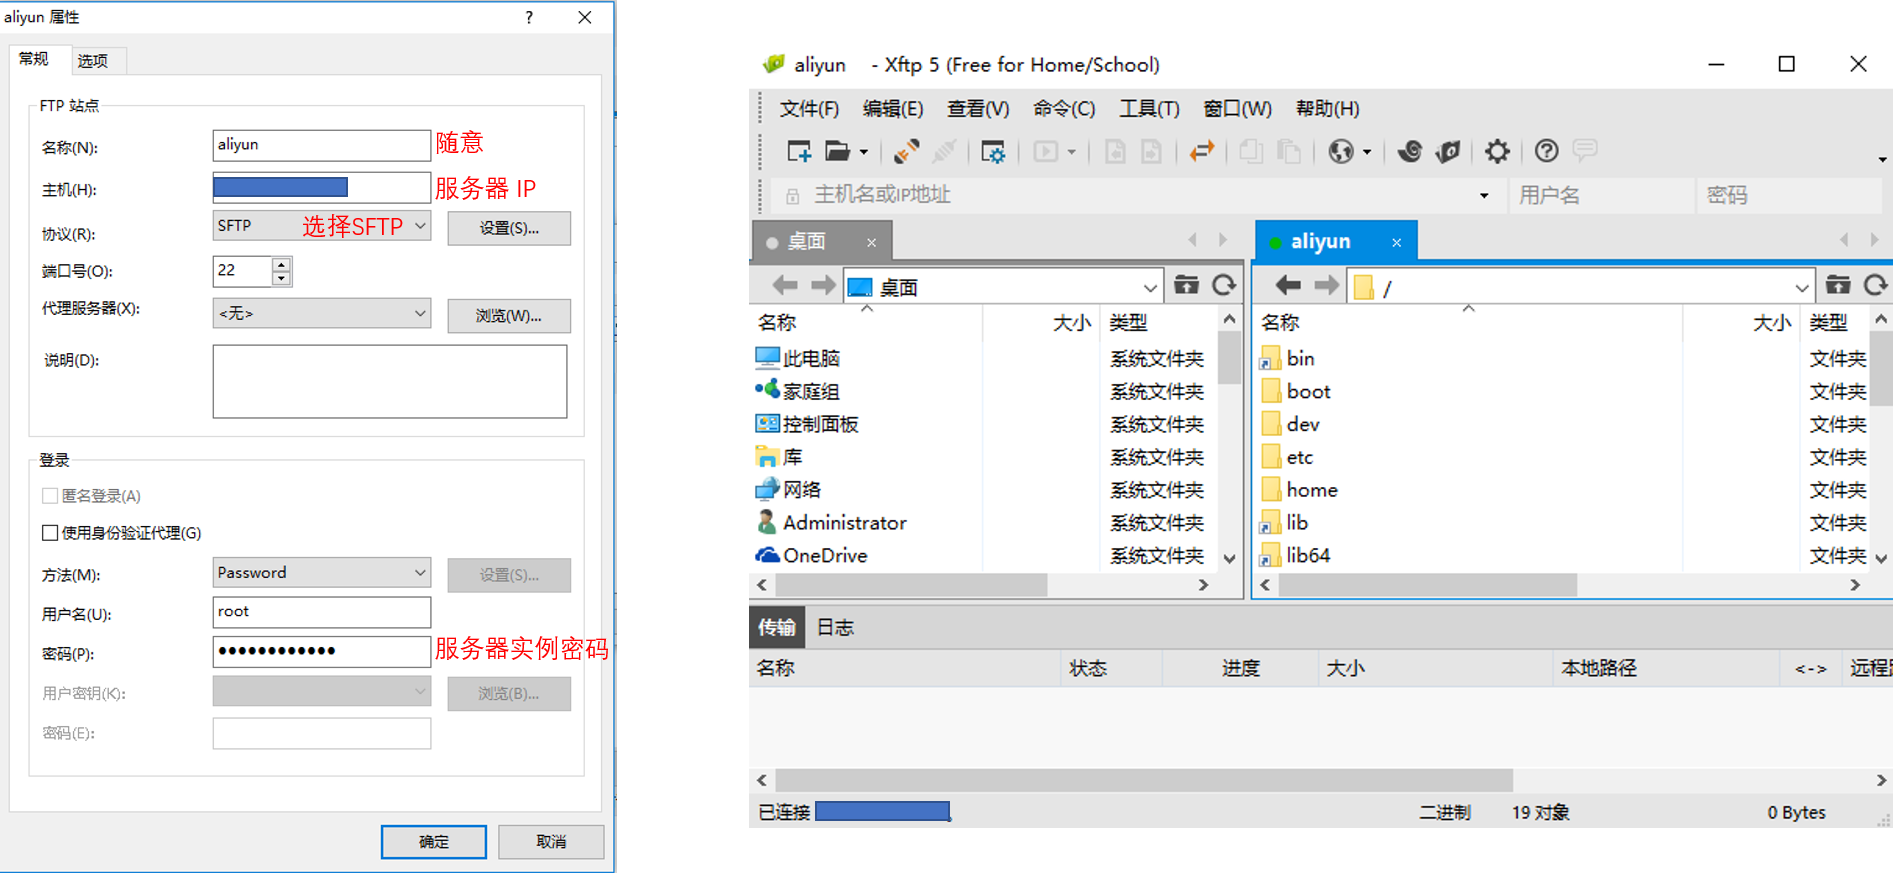 aliyun 属性
常规 选项
FTP 站点
名称(N): aliyun 随意
主机(H): 服务器 IP
协议(R): SFTP 选择SFTP 设置(S)...
端口号(O): 22
代理服务器(X): <无> 浏览(W)...
说明(D):
登录
匿名登录(A)
使用身份验证代理(G)
方法(M): Password 设置(S)...
用户名(U): root
密码(P): ●●●●●●●●●●●● 服务器实例密码
用户密钥(K): 浏览(B)...
密码(E):
确定 取消
aliyun - Xftp 5 (Free for Home/School)
文件(F) 编辑(E) 查看(V) 命令(C) 工具(T) 窗口(W) 帮助(H)
主机名或IP地址 用户名 密码
桌面
桌面
名称 大小 类型
此电脑 系统文件夹
家庭组 系统文件夹
控制面板 系统文件夹
库 系统文件夹
网络 系统文件夹
Administrator 系统文件夹
OneDrive 系统文件夹
aliyun
/
名称 大小 类型
bin 文件夹
boot 文件夹
dev 文件夹
etc 文件夹
home 文件夹
lib 文件夹
lib64 文件夹
传输 日志
名称 状态 进度 大小 本地路径 <-> 远程
已连接 二进制 19 对象 0 Bytes